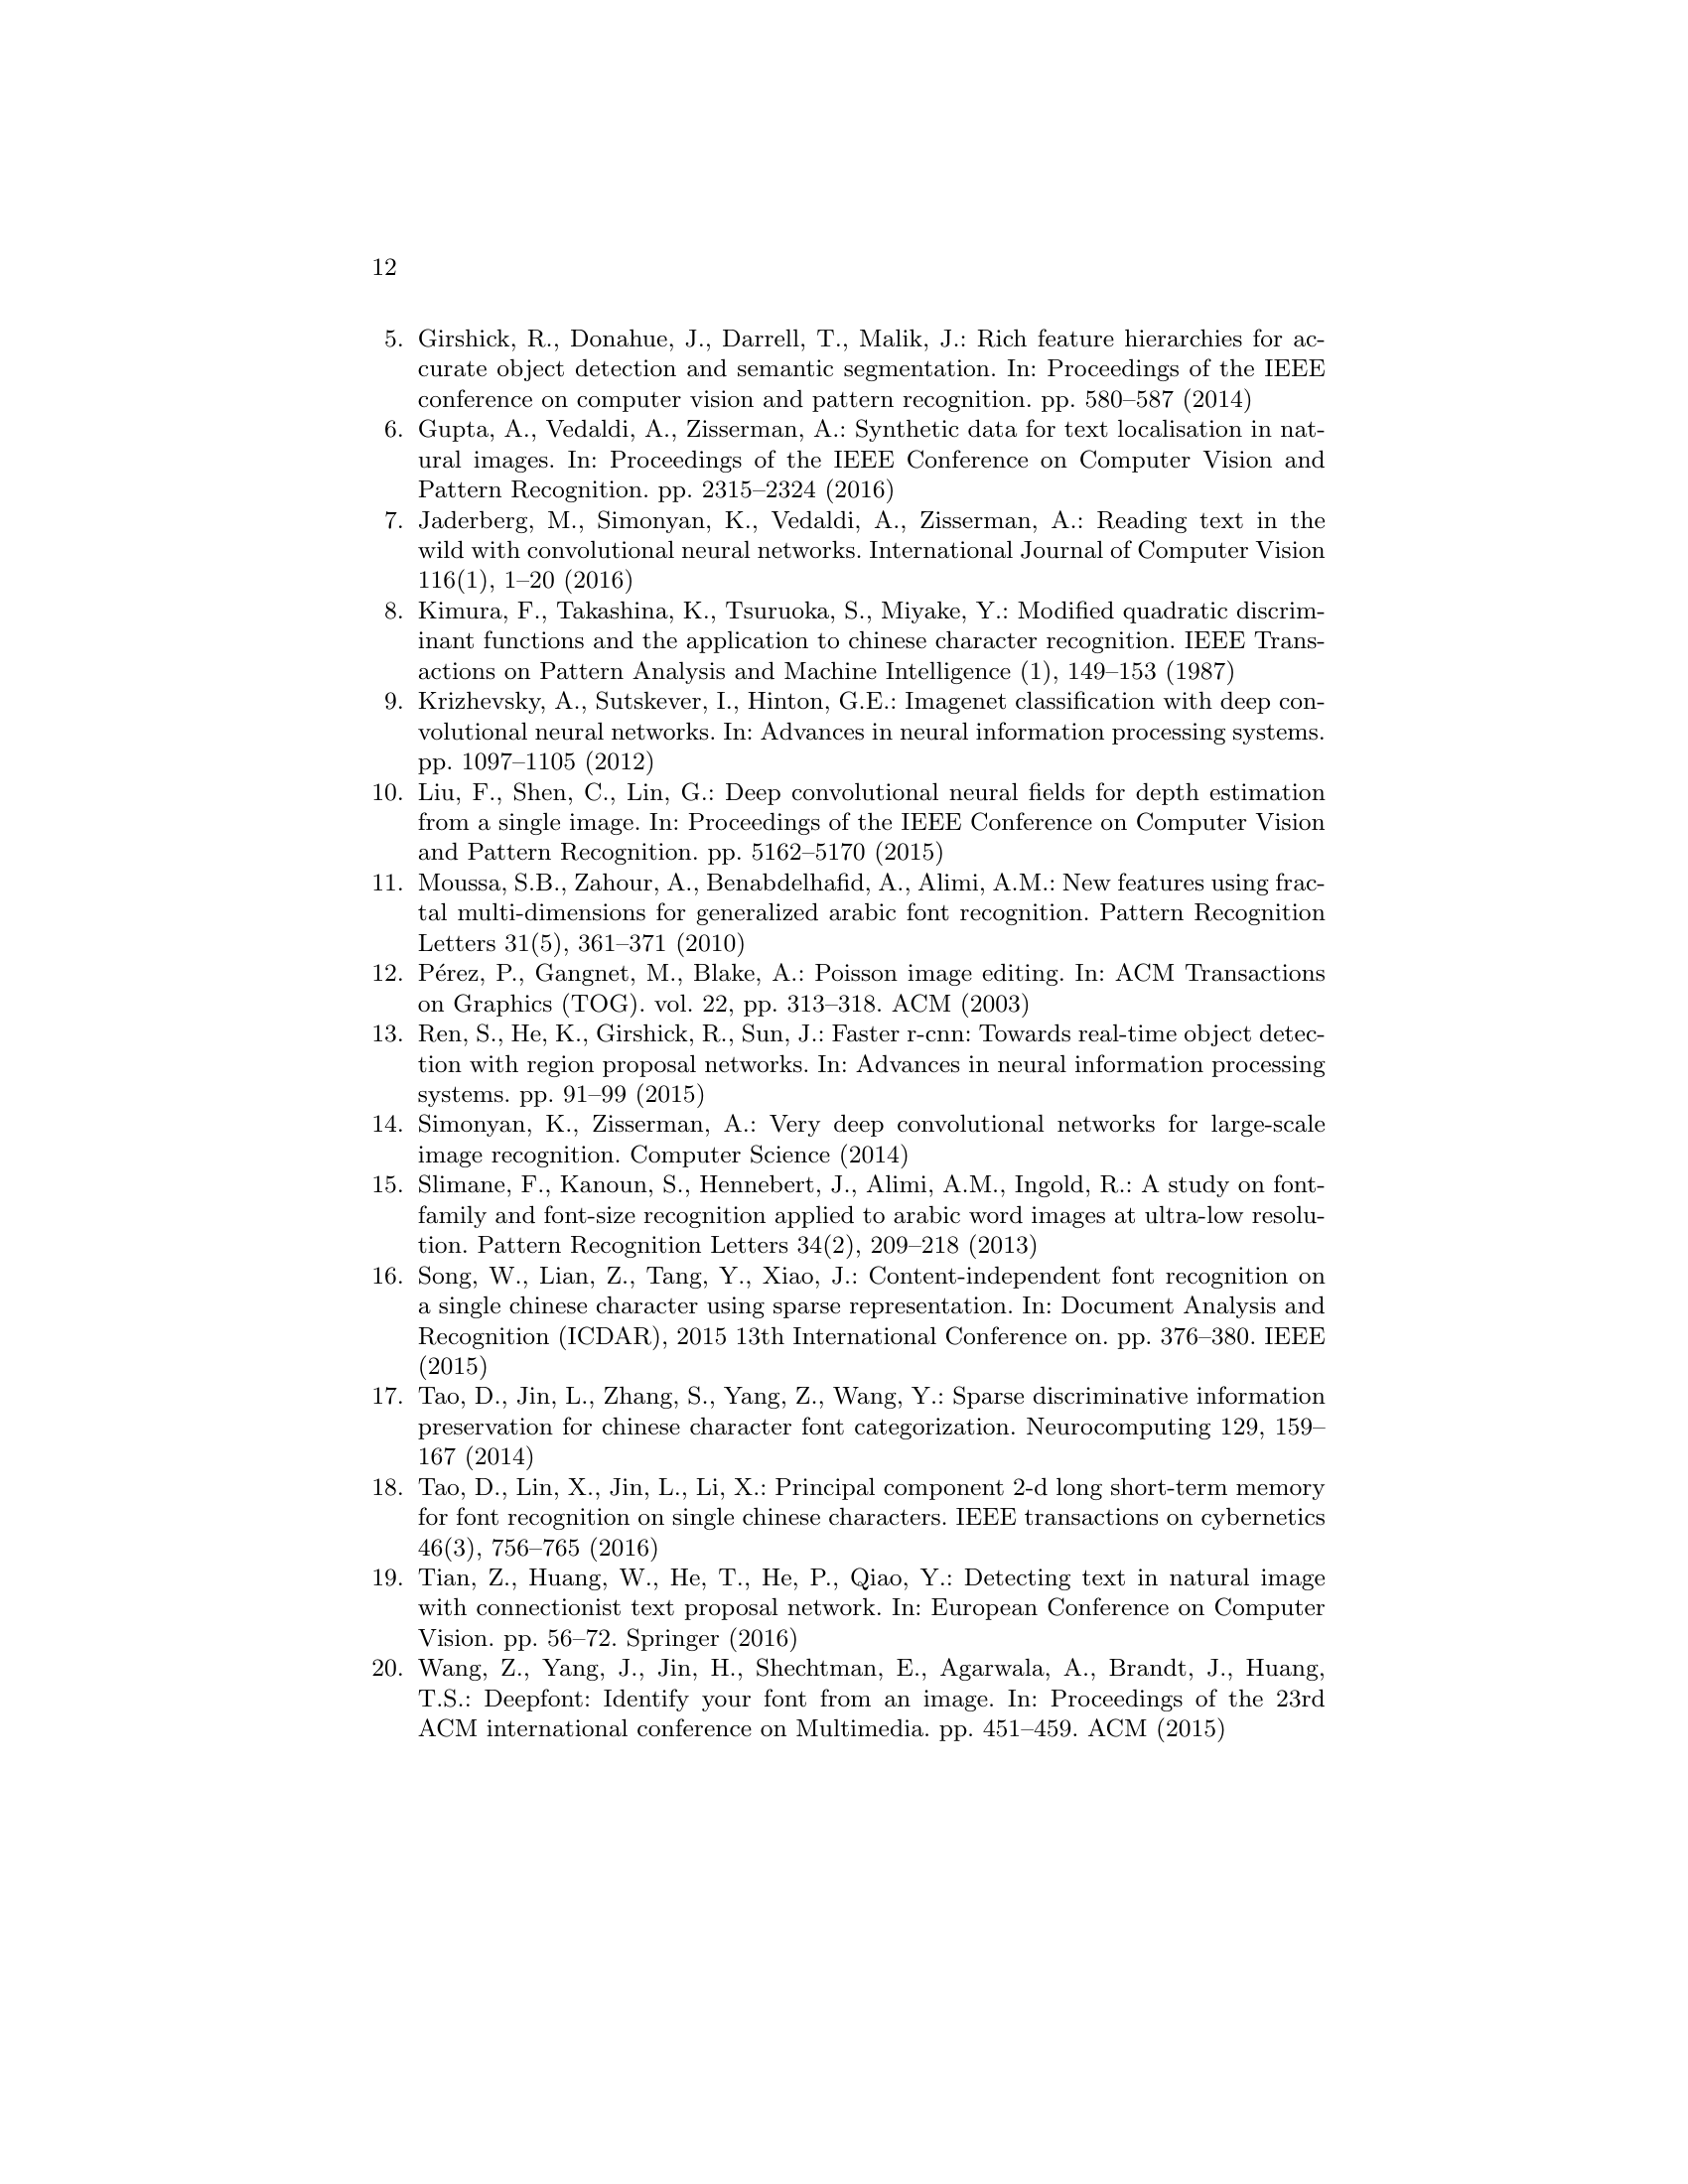 12
5. Girshick, R., Donahue, J., Darrell, T., Malik, J.: Rich feature hierarchies for ac-
curate object detection and semantic segmentation. In: Proceedings of the IEEE
conference on computer vision and pattern recognition. pp. 580–587 (2014)
6. Gupta, A., Vedaldi, A., Zisserman, A.: Synthetic data for text localisation in nat-
ural images. In: Proceedings of the IEEE Conference on Computer Vision and
Pattern Recognition. pp. 2315–2324 (2016)
7. Jaderberg, M., Simonyan, K., Vedaldi, A., Zisserman, A.: Reading text in the
wild with convolutional neural networks. International Journal of Computer Vision
116(1), 1–20 (2016)
8. Kimura, F., Takashina, K., Tsuruoka, S., Miyake, Y.: Modified quadratic discrim-
inant functions and the application to chinese character recognition. IEEE Trans-
actions on Pattern Analysis and Machine Intelligence (1), 149–153 (1987)
9. Krizhevsky, A., Sutskever, I., Hinton, G.E.: Imagenet classification with deep con-
volutional neural networks. In: Advances in neural information processing systems.
pp. 1097–1105 (2012)
10. Liu, F., Shen, C., Lin, G.: Deep convolutional neural fields for depth estimation
from a single image. In: Proceedings of the IEEE Conference on Computer Vision
and Pattern Recognition. pp. 5162–5170 (2015)
11. Moussa, S.B., Zahour, A., Benabdelhafid, A., Alimi, A.M.: New features using frac-
tal multi-dimensions for generalized arabic font recognition. Pattern Recognition
Letters 31(5), 361–371 (2010)
12. Pérez, P., Gangnet, M., Blake, A.: Poisson image editing. In: ACM Transactions
on Graphics (TOG). vol. 22, pp. 313–318. ACM (2003)
13. Ren, S., He, K., Girshick, R., Sun, J.: Faster r-cnn: Towards real-time object detec-
tion with region proposal networks. In: Advances in neural information processing
systems. pp. 91–99 (2015)
14. Simonyan, K., Zisserman, A.: Very deep convolutional networks for large-scale
image recognition. Computer Science (2014)
15. Slimane, F., Kanoun, S., Hennebert, J., Alimi, A.M., Ingold, R.: A study on font-
family and font-size recognition applied to arabic word images at ultra-low resolu-
tion. Pattern Recognition Letters 34(2), 209–218 (2013)
16. Song, W., Lian, Z., Tang, Y., Xiao, J.: Content-independent font recognition on
a single chinese character using sparse representation. In: Document Analysis and
Recognition (ICDAR), 2015 13th International Conference on. pp. 376–380. IEEE
(2015)
17. Tao, D., Jin, L., Zhang, S., Yang, Z., Wang, Y.: Sparse discriminative information
preservation for chinese character font categorization. Neurocomputing 129, 159–
167 (2014)
18. Tao, D., Lin, X., Jin, L., Li, X.: Principal component 2-d long short-term memory
for font recognition on single chinese characters. IEEE transactions on cybernetics
46(3), 756–765 (2016)
19. Tian, Z., Huang, W., He, T., He, P., Qiao, Y.: Detecting text in natural image
with connectionist text proposal network. In: European Conference on Computer
Vision. pp. 56–72. Springer (2016)
20. Wang, Z., Yang, J., Jin, H., Shechtman, E., Agarwala, A., Brandt, J., Huang,
T.S.: Deepfont: Identify your font from an image. In: Proceedings of the 23rd
ACM international conference on Multimedia. pp. 451–459. ACM (2015)